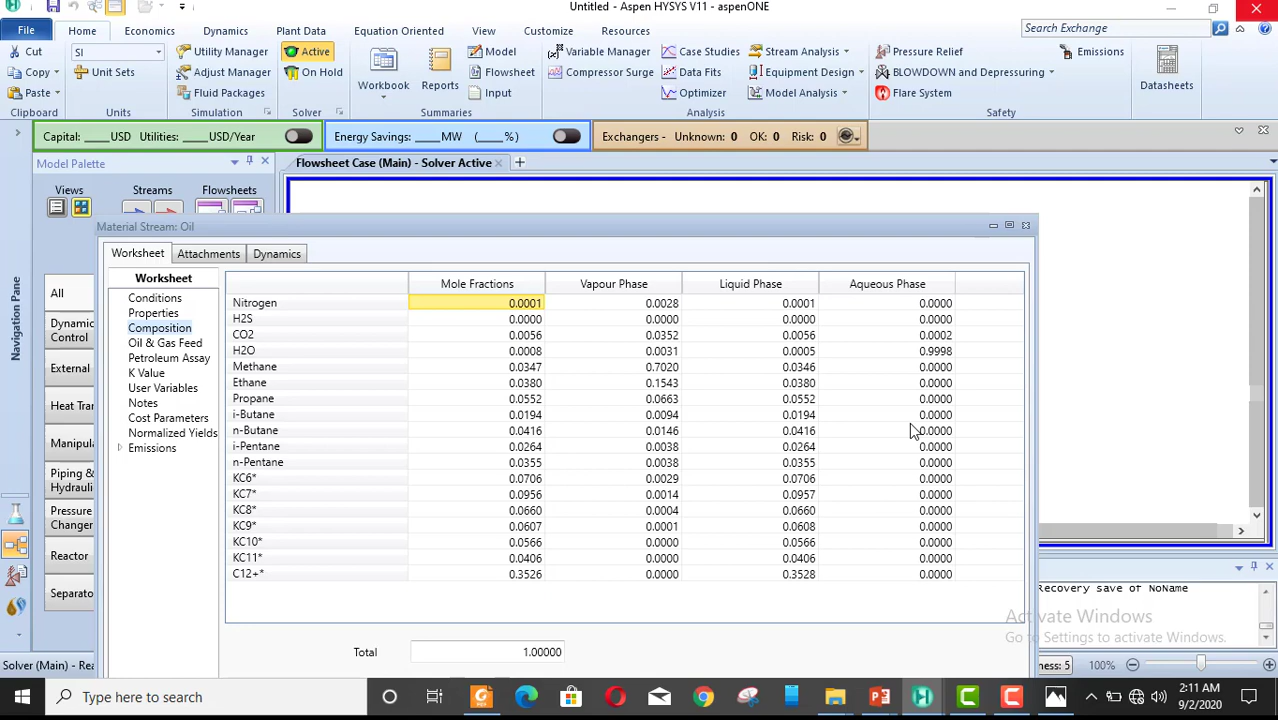 Untitled - Aspen HYSYS V11 - aspenONE
File Home Economics Dynamics Plant Data Equation Oriented View Customize Resources Search Exchange
Cut SI Utility Manager Active Model Variable Manager Case Studies Stream Analysis Pressure Relief Emissions
Copy Unit Sets Adjust Manager On Hold Flowsheet Compressor Surge Data Fits Equipment Design BLOWDOWN and Depressuring
Paste Fluid Packages Workbook Reports Input Optimizer Model Analysis Flare System Datasheets
Clipboard Units Simulation Solver Summaries Analysis Safety
Capital: ____USD Utilities: ____USD/Year Energy Savings: ____MW (____%) Exchangers - Unknown: 0 OK: 0 Risk: 0
Model Palette Flowsheet Case (Main) - Solver Active
Views Streams Flowsheets
Material Stream: Oil
Worksheet Attachments Dynamics
Navigation Pane
All
Dynamic
Control
External
Heat Tran
Manipula
Piping &
Hydrauli
Pressure
Changer
Reactor
Separato
Worksheet
Conditions
Properties
Composition
Oil & Gas Feed
Petroleum Assay
K Value
User Variables
Notes
Cost Parameters
Normalized Yields
Emissions
Mole Fractions Vapour Phase Liquid Phase Aqueous Phase
Nitrogen 0.0001 0.0028 0.0001 0.0000
H2S 0.0000 0.0000 0.0000 0.0000
CO2 0.0056 0.0352 0.0056 0.0002
H2O 0.0008 0.0031 0.0005 0.9998
Methane 0.0347 0.7020 0.0346 0.0000
Ethane 0.0380 0.1543 0.0380 0.0000
Propane 0.0552 0.0663 0.0552 0.0000
i-Butane 0.0194 0.0094 0.0194 0.0000
n-Butane 0.0416 0.0146 0.0416 0.0000
i-Pentane 0.0264 0.0038 0.0264 0.0000
n-Pentane 0.0355 0.0038 0.0355 0.0000
KC6* 0.0706 0.0029 0.0706 0.0000
KC7* 0.0956 0.0014 0.0957 0.0000
KC8* 0.0660 0.0004 0.0660 0.0000
KC9* 0.0607 0.0001 0.0608 0.0000
KC10* 0.0566 0.0000 0.0566 0.0000
KC11* 0.0406 0.0000 0.0406 0.0000
C12+* 0.3526 0.0000 0.3528 0.0000
Total 1.00000
Recovery save of NoName
Activate Windows
Go to Settings to activate Windows.
Solver (Main) - Rea
ness: 5 100%
Type here to search
2:11 AM
9/2/2020